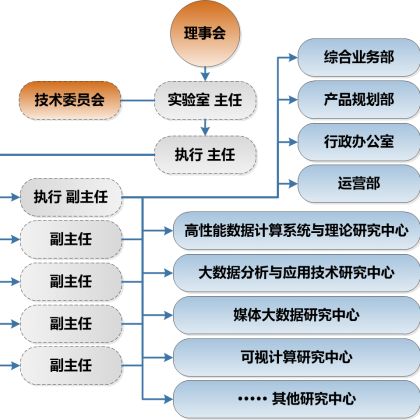 理事会
综合业务部
技术委员会
实验室 主任
产品规划部
执行 主任
行政办公室
运营部
执行 副主任
高性能数据计算系统与理论研究中心
副主任
大数据分析与应用技术研究中心
副主任
媒体大数据研究中心
副主任
可视计算研究中心
副主任
••••• 其他研究中心